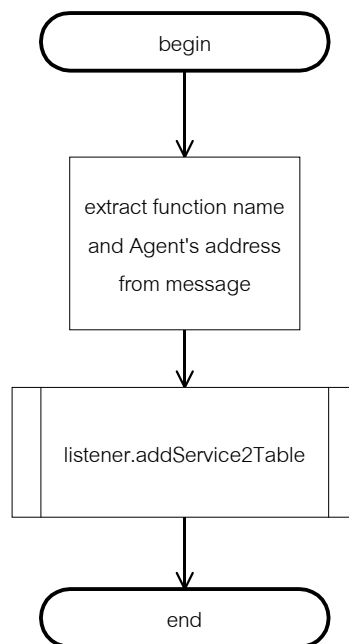 begin
extract function name
and Agent's address
from message
listener.addService2Table
end